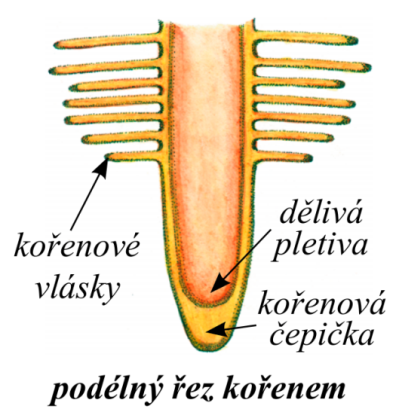 dělivá
pletiva
kořenové
vlásky
kořenová
čepička
podélný řez kořenem